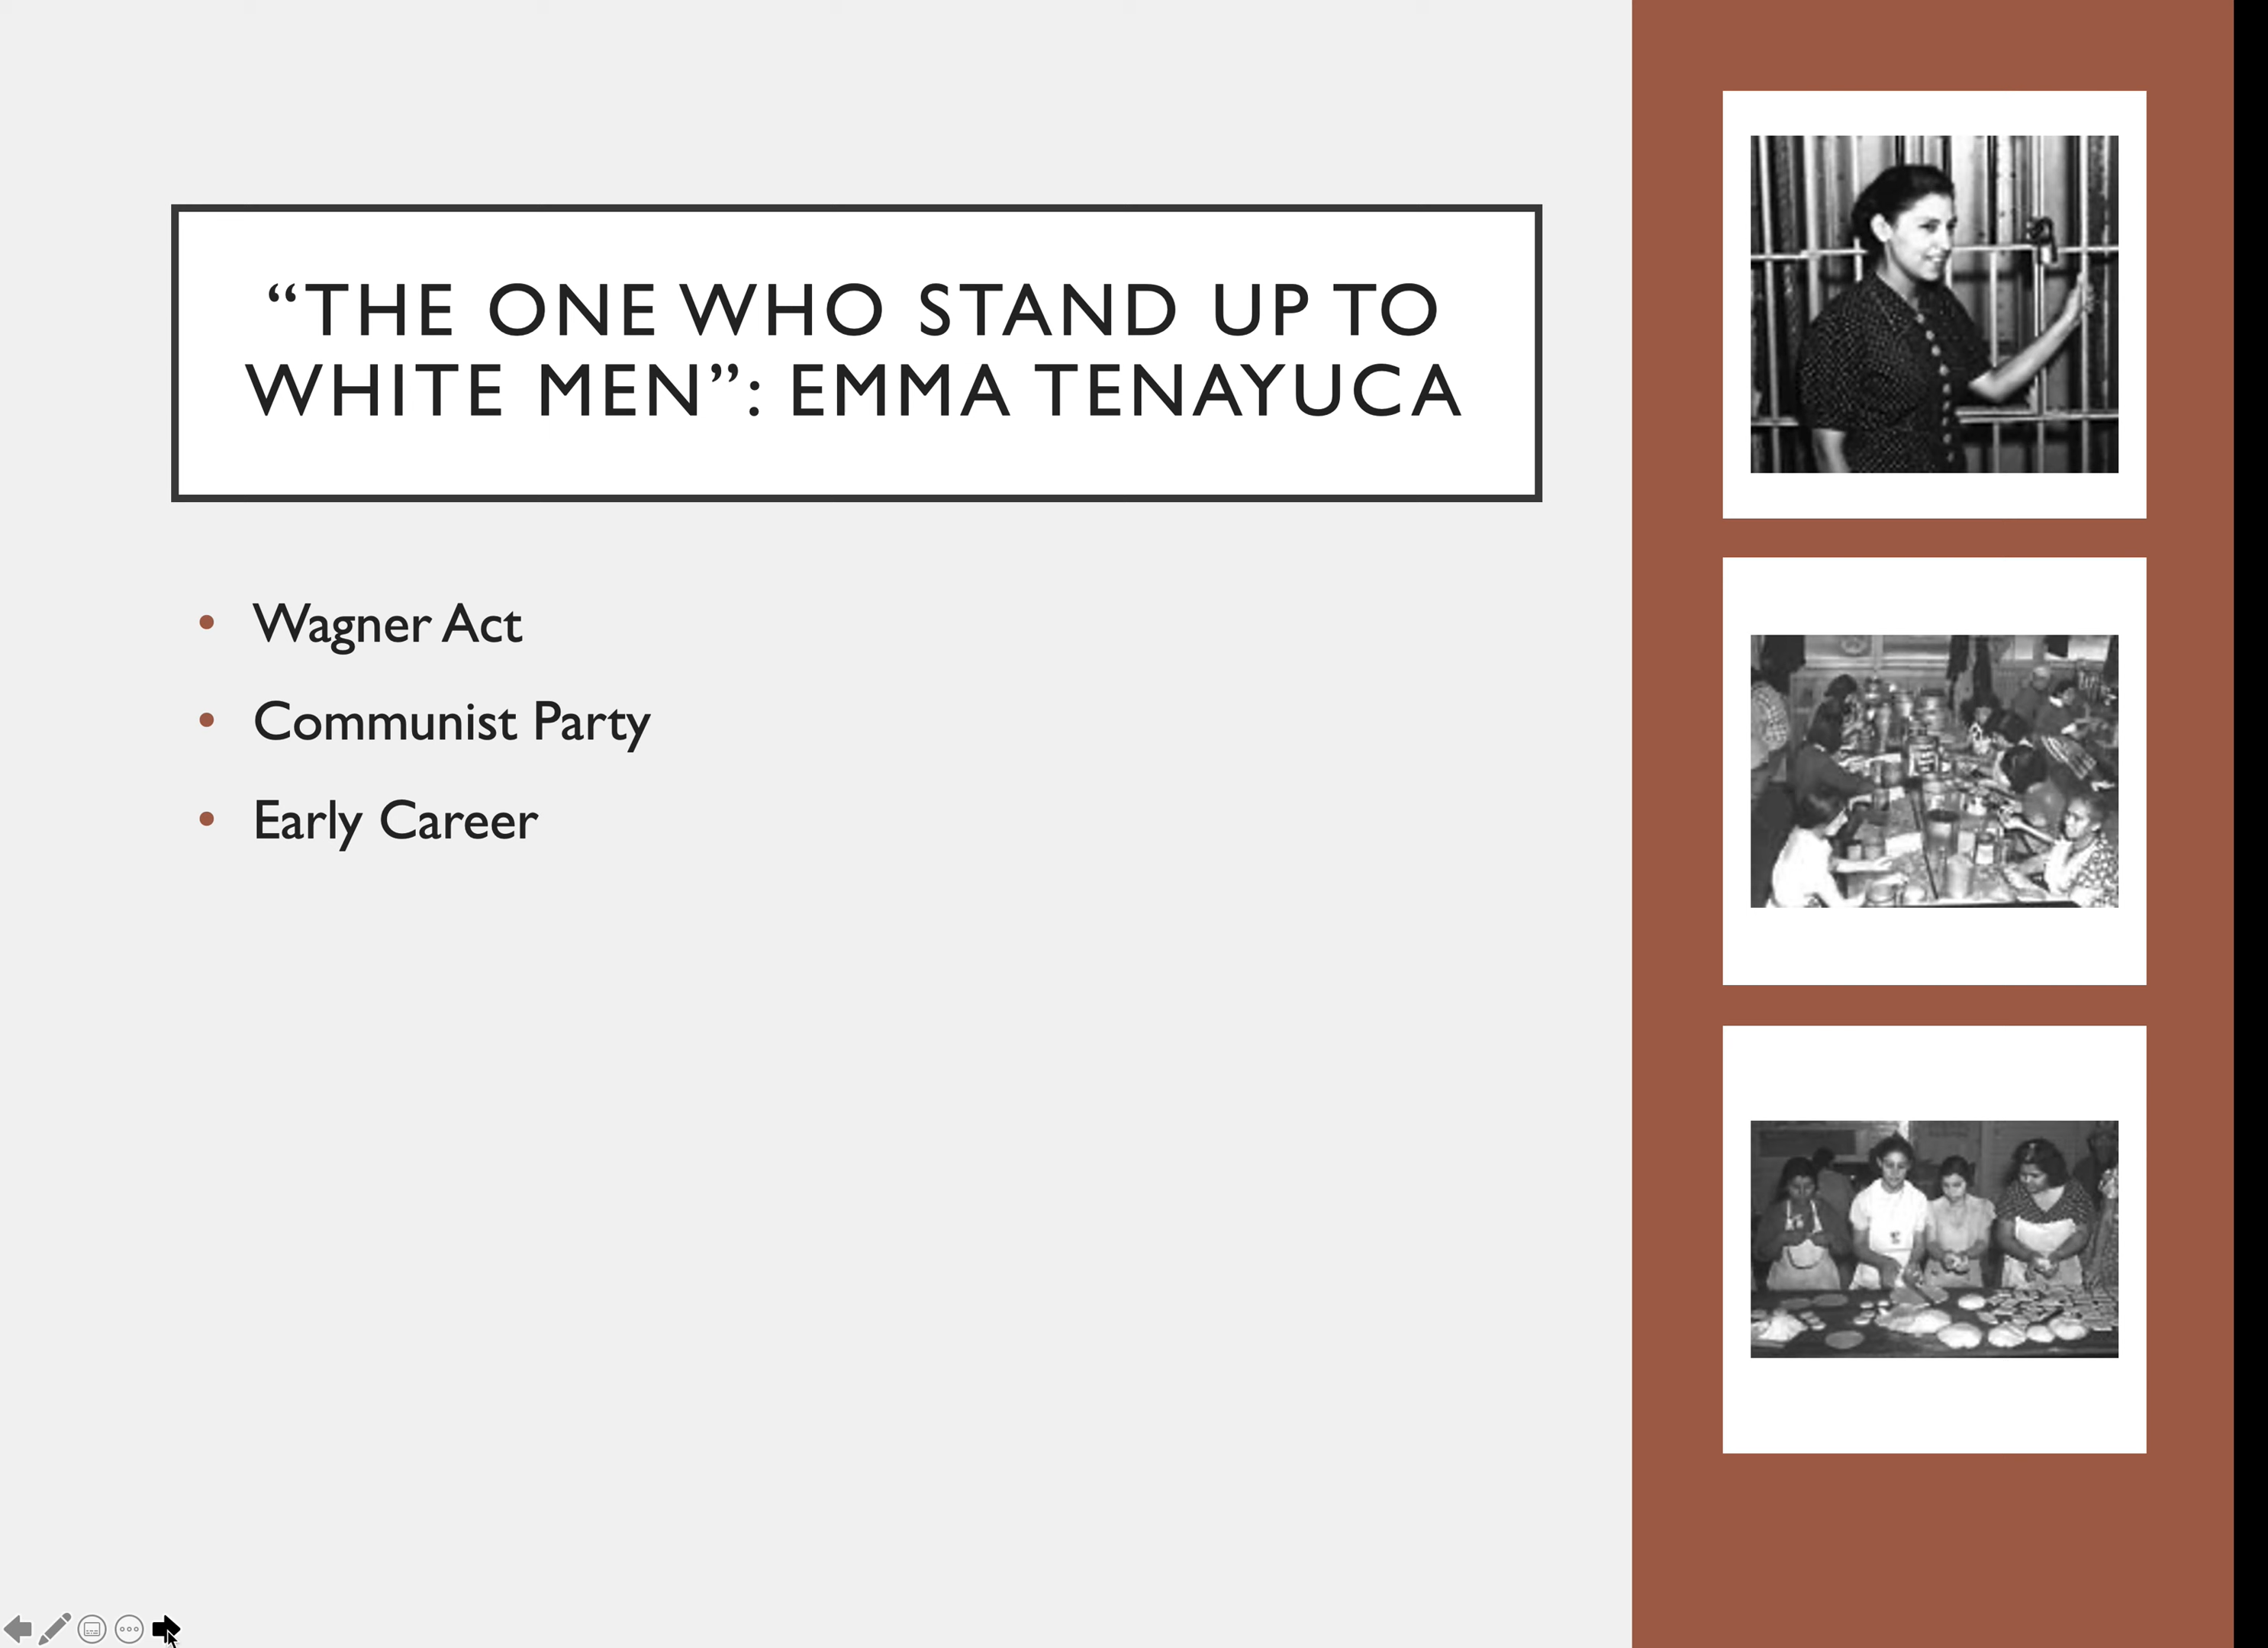 “THE ONE WHO STAND UP TO
WHITE MEN”: EMMA TENAYUCA
• Wagner Act
• Communist Party
• Early Career